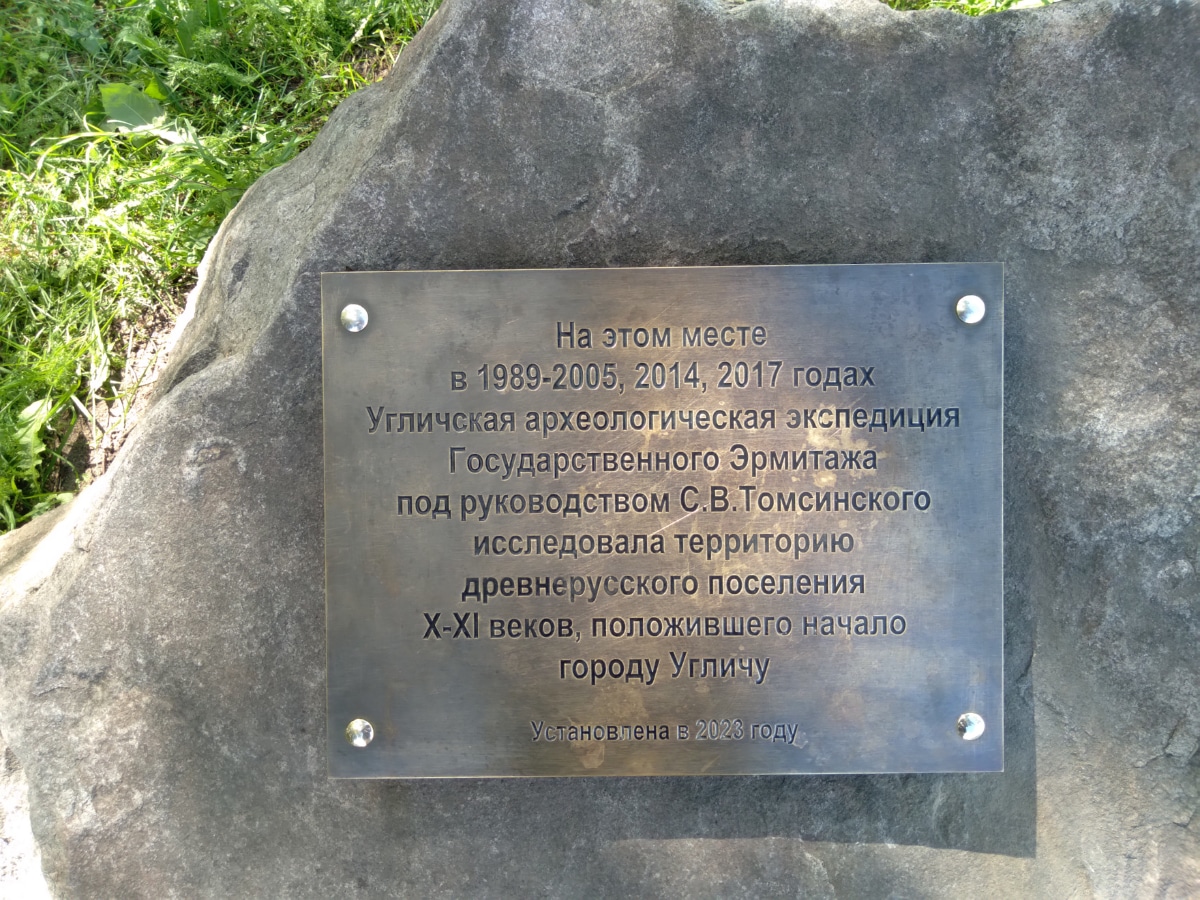 На этом месте
в 1989-2005, 2014, 2017 годах
Угличская археологическая экспедиция
Государственного Эрмитажа
под руководством С.В.Томсинского
исследовала территорию
древнерусского поселения
X-XI веков, положившего начало
городу Угличу
Установлена в 2023 году